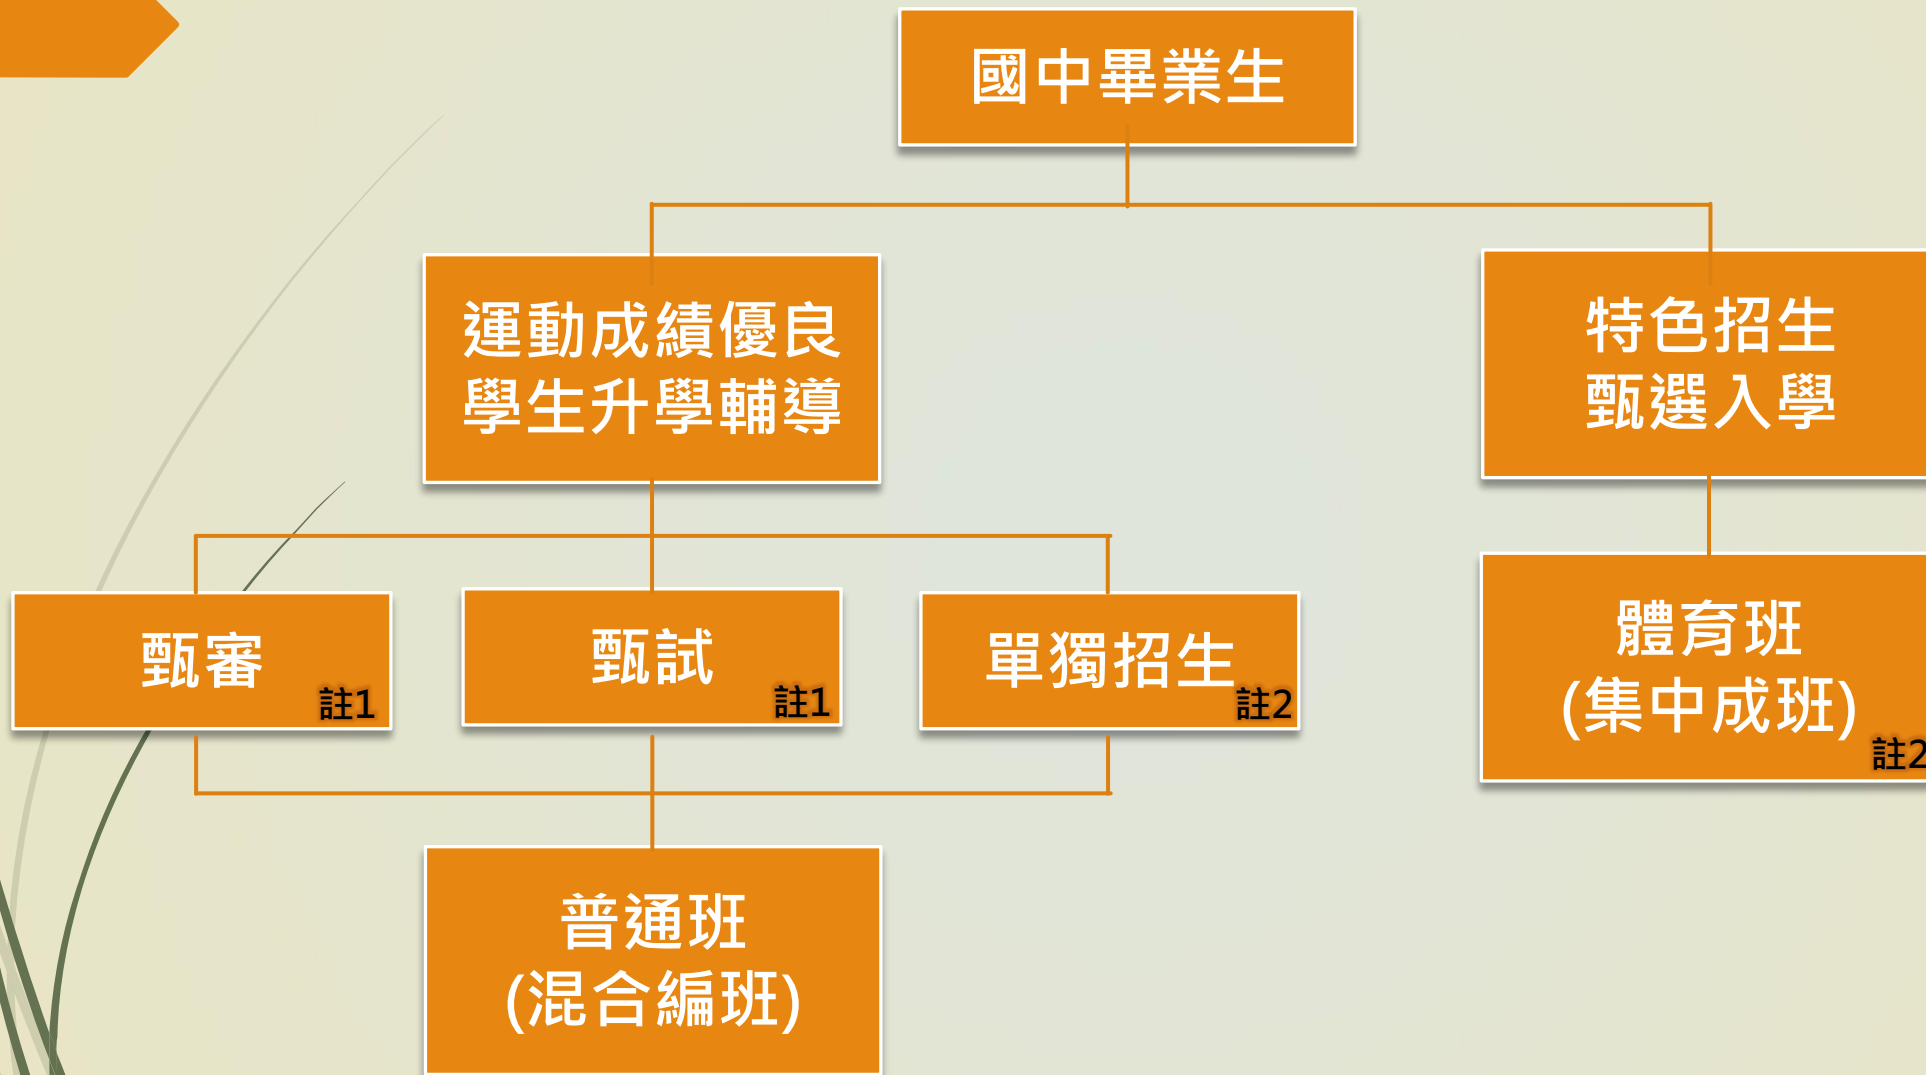 國中畢業生
運動成績優良
學生升學輔導
特色招生
甄選入學
甄審
註1
甄試
註1
單獨招生
註2
體育班
(集中成班)
註2
普通班
(混合編班)